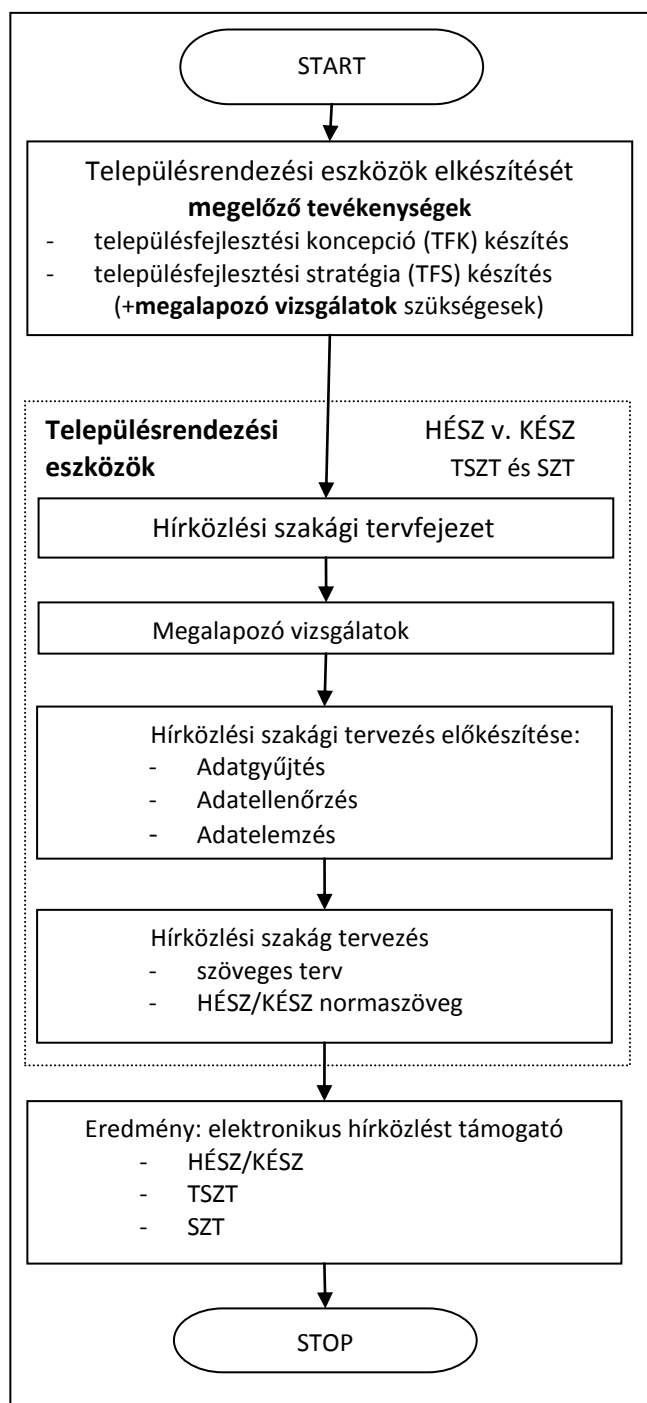 START
Településrendezési eszközök elkészítését
megelőző tevékenységek
- településfejlesztési koncepció (TFK) készítés
- településfejlesztési stratégia (TFS) készítés
(+megalapozó vizsgálatok szükségesek)
Településrendezési HÉSZ v. KÉSZ
eszközök TSZT és SZT
Hírközlési szakági tervfejezet
Megalapozó vizsgálatok
Hírközlési szakági tervezés előkészítése:
- Adatgyűjtés
- Adatellenőrzés
- Adatelemzés
Hírközlési szakág tervezés
- szöveges terv
- HÉSZ/KÉSZ normaszöveg
Eredmény: elektronikus hírközlést támogató
- HÉSZ/KÉSZ
- TSZT
- SZT
STOP